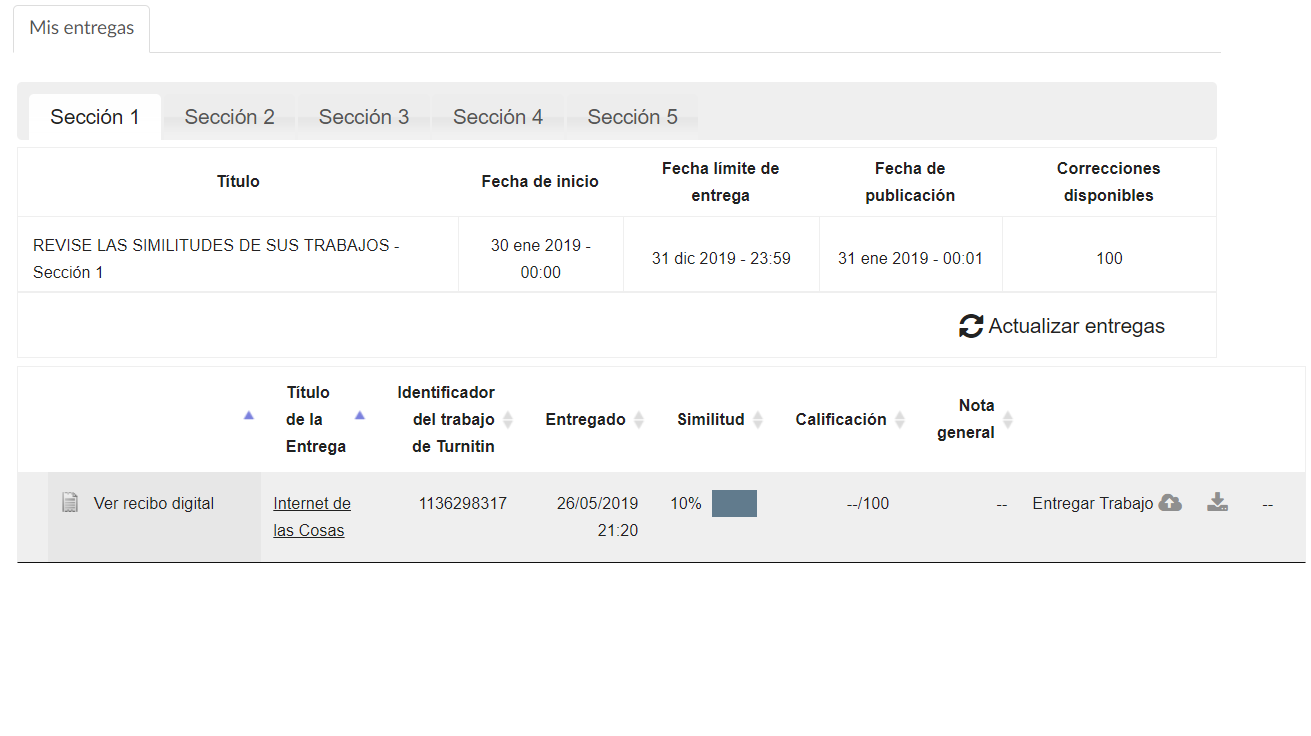 Mis entregas
Sección 1 Sección 2 Sección 3 Sección 4 Sección 5
Título Fecha de inicio Fecha límite de entrega Fecha de publicación Correcciones disponibles
REVISE LAS SIMILITUDES DE SUS TRABAJOS -
Sección 1
30 ene 2019 -
00:00
31 dic 2019 - 23:59
31 ene 2019 - 00:01
100
Actualizar entregas
Título
de la
Entrega
Identificador
del trabajo
de Turnitin
Entregado
Similitud
Calificación
Nota
general
Ver recibo digital
Internet de
las Cosas
1136298317
26/05/2019
21:20
10%
--/100
--
Entregar Trabajo
--